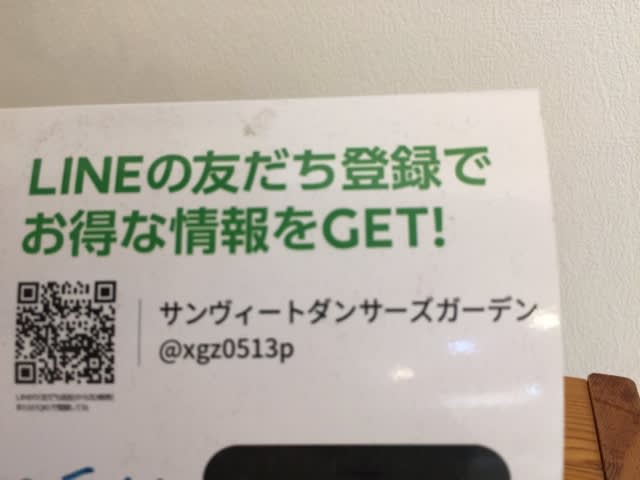 LINEの友だち登録で
お得な情報をGET!
サンヴィートダンサーズガーデン
@xgz0513p